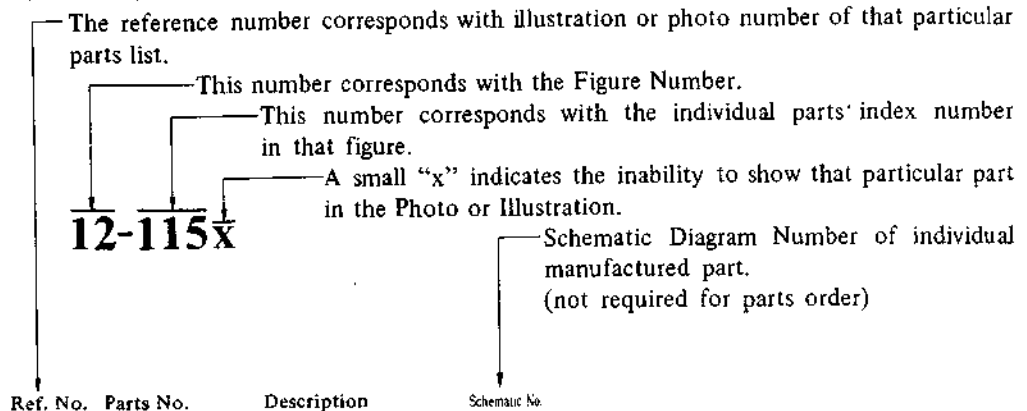 The reference number corresponds with illustration or photo number of that particular
parts list.
This number corresponds with the Figure Number.
This number corresponds with the individual parts' index number
in that figure.
A small “x” indicates the inability to show that particular part
in the Photo or Illustration.
12-115x
Schematic Diagram Number of individual
manufactured part.
(not required for parts order)
Ref. No. Parts No. Description Schematic No.